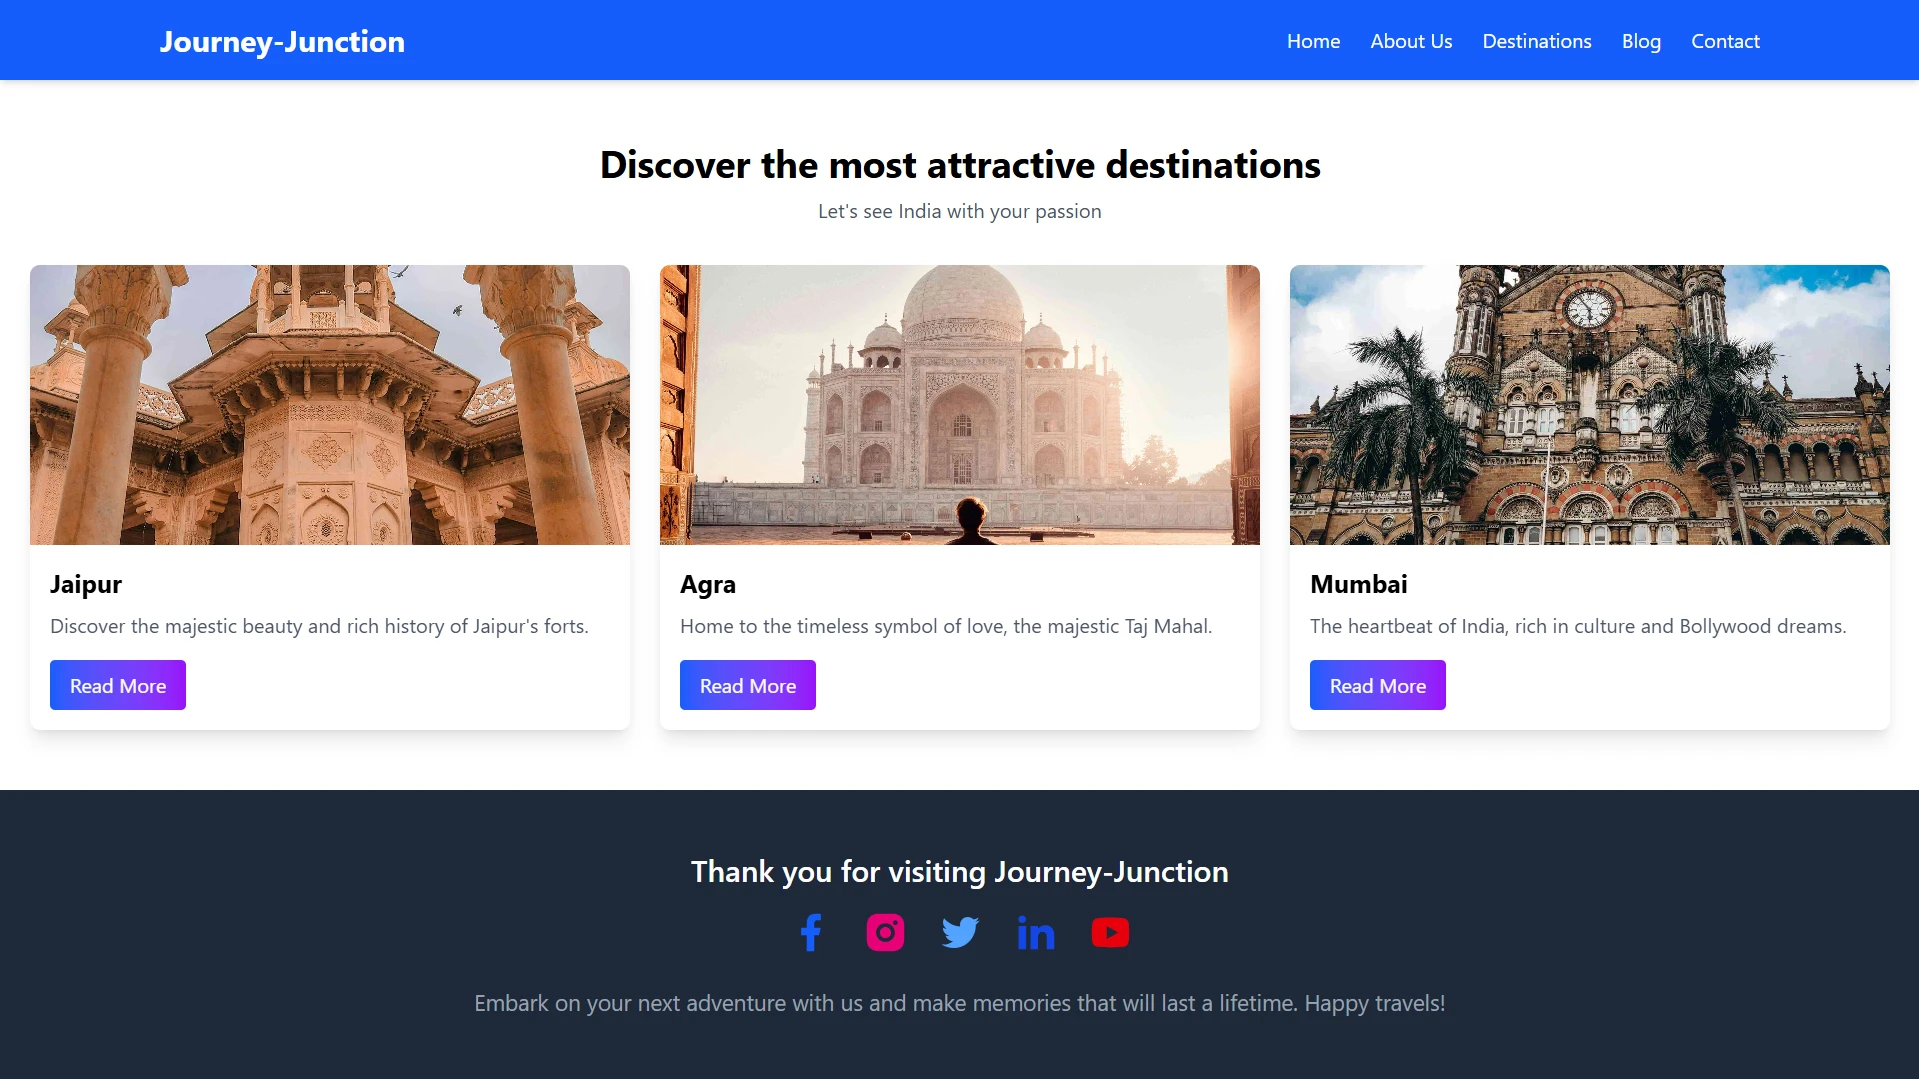 Journey-Junction
Home About Us Destinations Blog Contact
Discover the most attractive destinations
Let's see India with your passion
Jaipur
Discover the majestic beauty and rich history of Jaipur's forts.
Read More
Agra
Home to the timeless symbol of love, the majestic Taj Mahal.
Read More
Mumbai
The heartbeat of India, rich in culture and Bollywood dreams.
Read More
Thank you for visiting Journey-Junction
Embark on your next adventure with us and make memories that will last a lifetime. Happy travels!